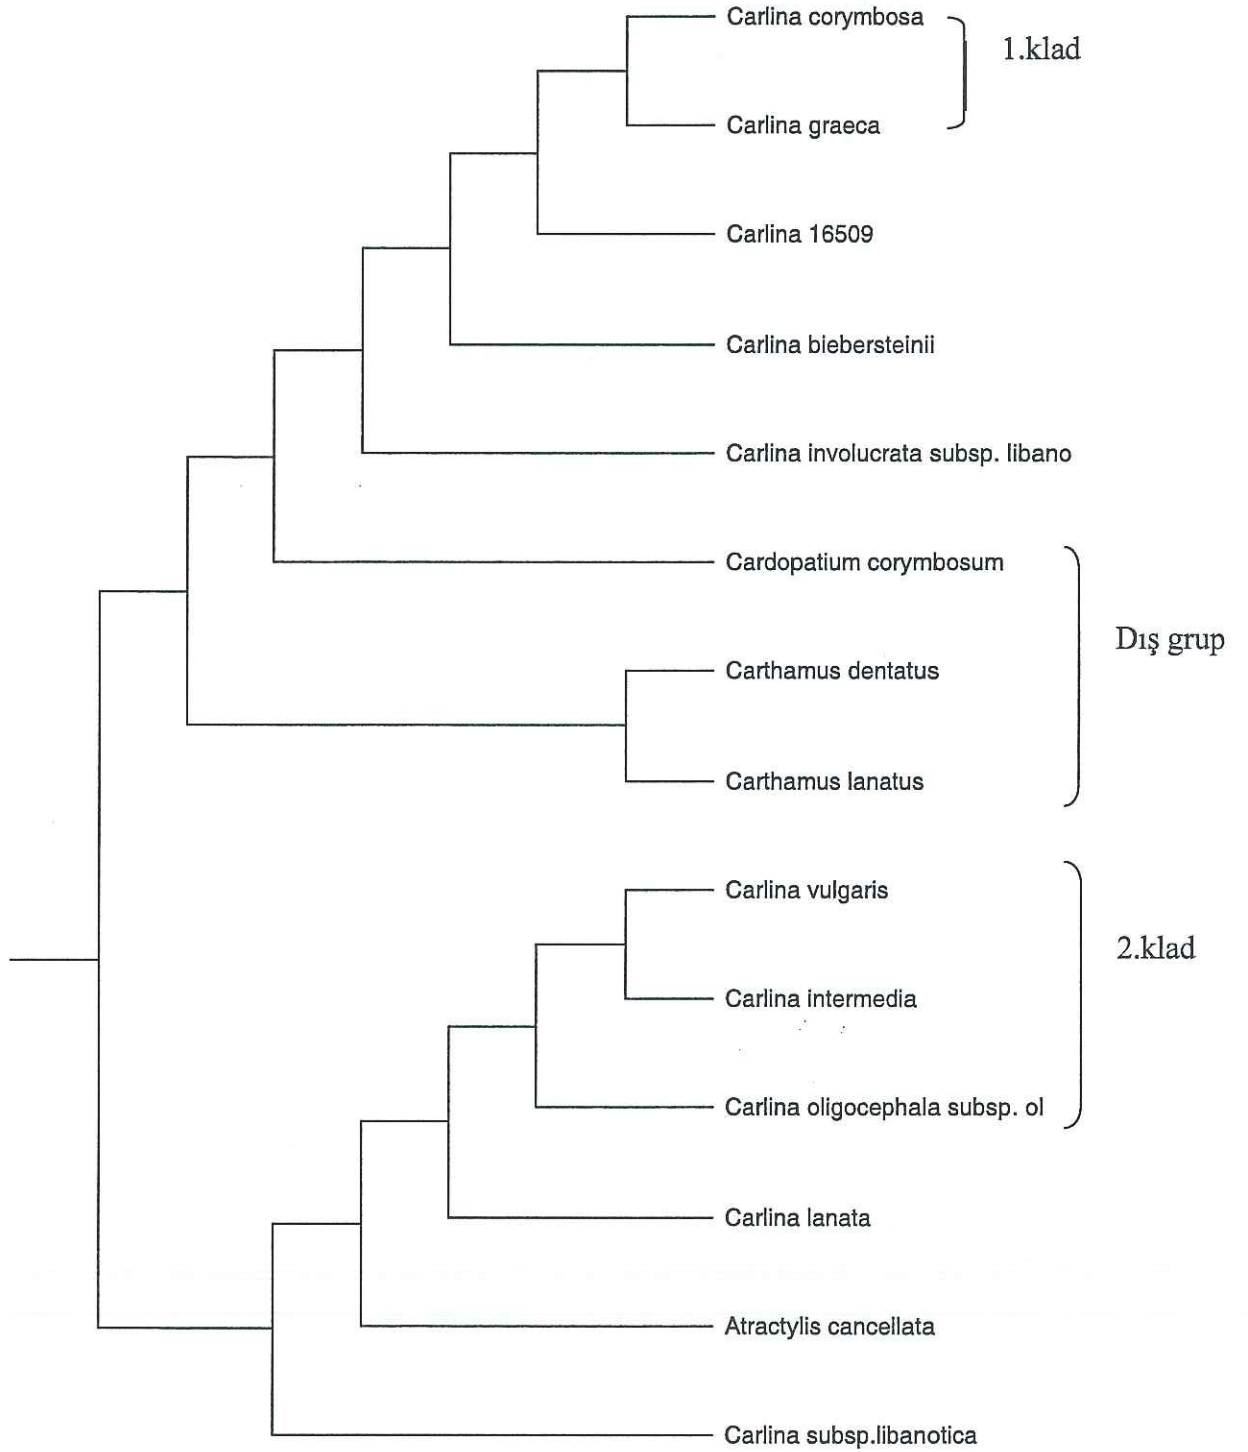 Carlina corymbosa
1.klad
Carlina graeca
Carlina 16509
Carlina biebersteinii
Carlina involucrata subsp. libano
Cardopatium corymbosum
Dış grup
Carthamus dentatus
Carthamus lanatus
Carlina vulgaris
2.klad
Carlina intermedia
Carlina oligocephala subsp. ol
Carlina lanata
Atractylis cancellata
Carlina subsp.libanotica